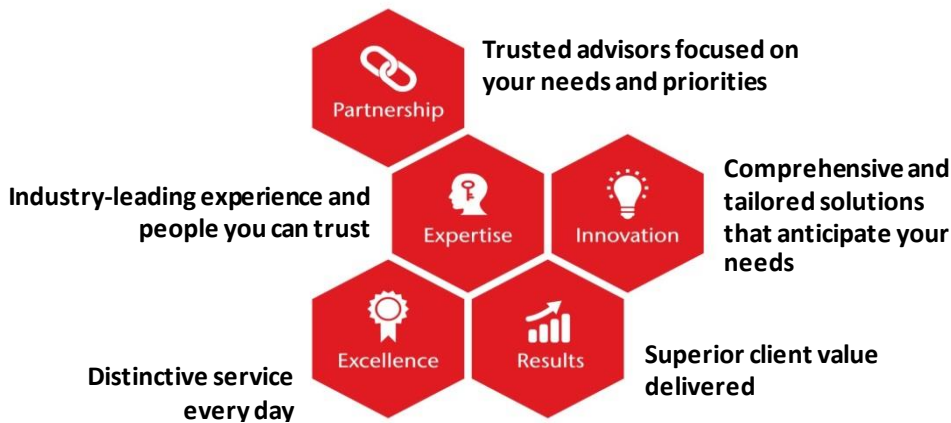 Partnership
Trusted advisors focused on
your needs and priorities
Industry-leading experience and
people you can trust
Expertise
Innovation
Comprehensive and
tailored solutions
that anticipate your
needs
Distinctive service
every day
Excellence
Results
Superior client value
delivered